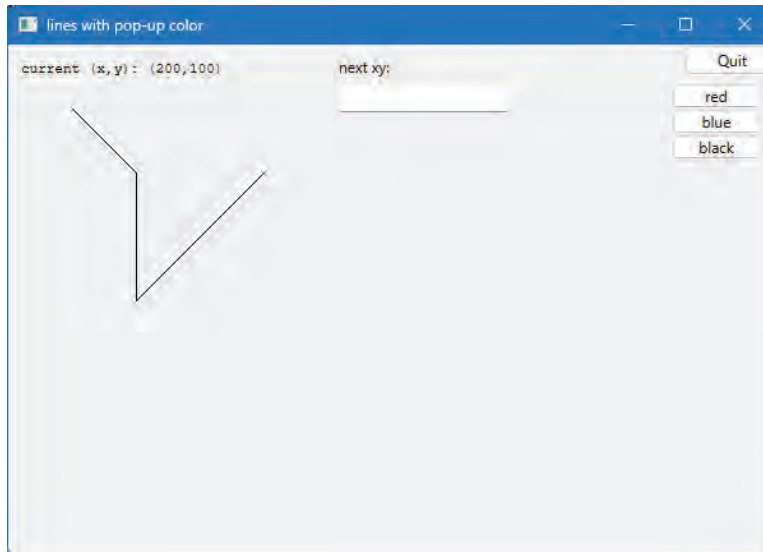 lines with pop-up color
current (x,y): (200,100)
next xy:
Quit
red
blue
black